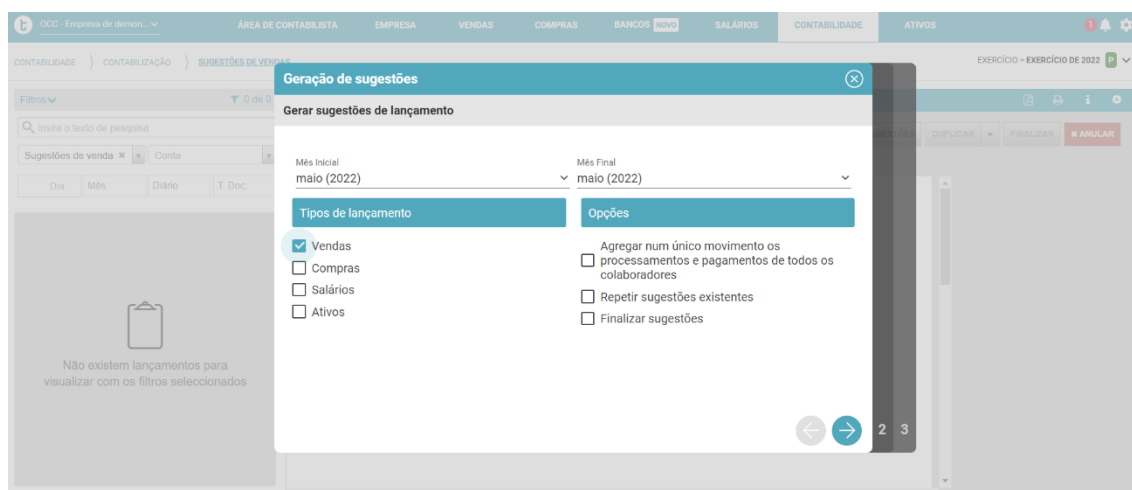 OCC - Empresa de demon...
ÁREA DE CONTABILISTA
EMPRESA
VENDAS
COMPRAS
BANCOS NOVO
SALÁRIOS
CONTABILIDADE
ATIVOS
1
CONTABILIDADE
CONTABILIZAÇÃO
SUGESTÕES DE VENDAS
EXERCÍCIO > EXERCÍCIO DE 2022 P
Filtros
0 de 0
Insira o texto de pesquisa
Sugestões de venda
Conta
Dia
Mês
Diário
T. Doc.
Não existem lançamentos para
visualizar com os filtros seleccionados
DUPLICAR
FINALIZAR
ANULAR
Geração de sugestões
Gerar sugestões de lançamento
Mês Inicial
maio (2022)
Mês Final
maio (2022)
Tipos de lançamento
Vendas
Compras
Salários
Ativos
Opções
Agregar num único movimento os
processamentos e pagamentos de todos os
colaboradores
Repetir sugestões existentes
Finalizar sugestões
2 3